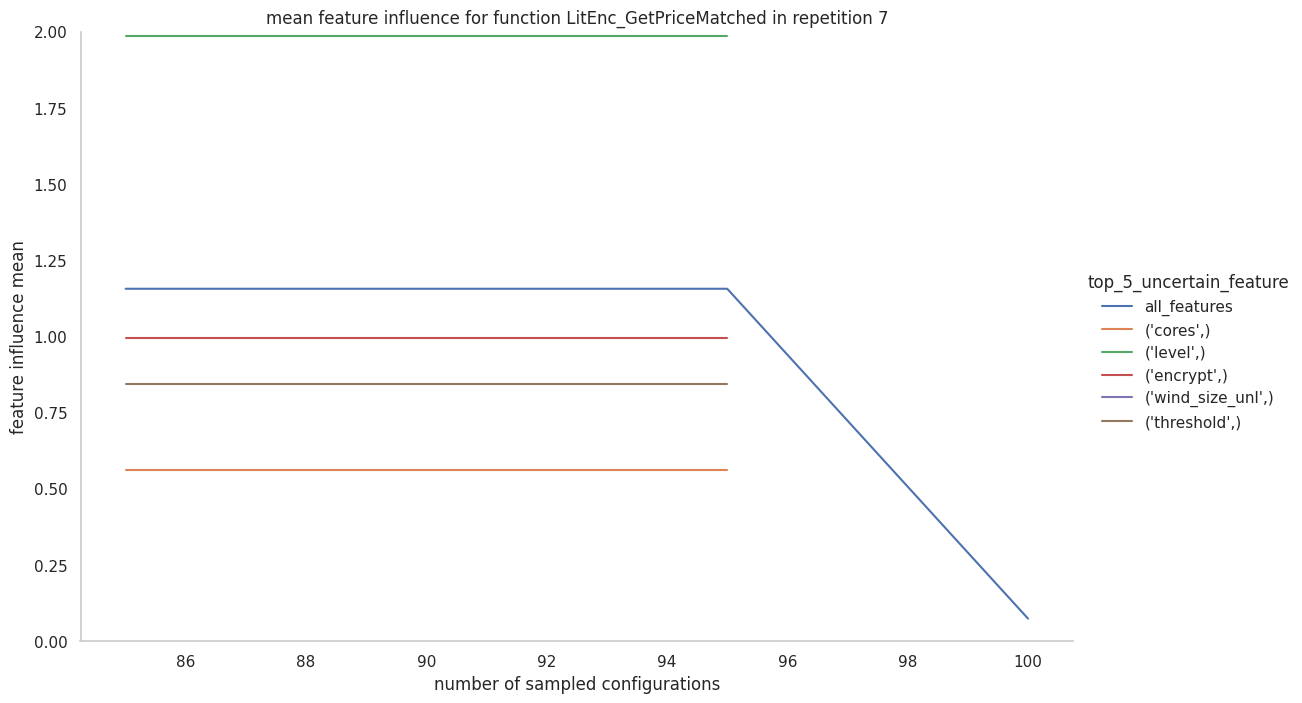 mean feature influence for function LitEnc_GetPriceMatched in repetition 7
2.00
1.75
1.50
1.25
1.00
0.75
0.50
0.25
0.00
feature influence mean
86 88 90 92 94 96 98 100
number of sampled configurations
top_5_uncertain_feature
all_features
('cores',)
('level',)
('encrypt',)
('wind_size_unl',)
('threshold',)